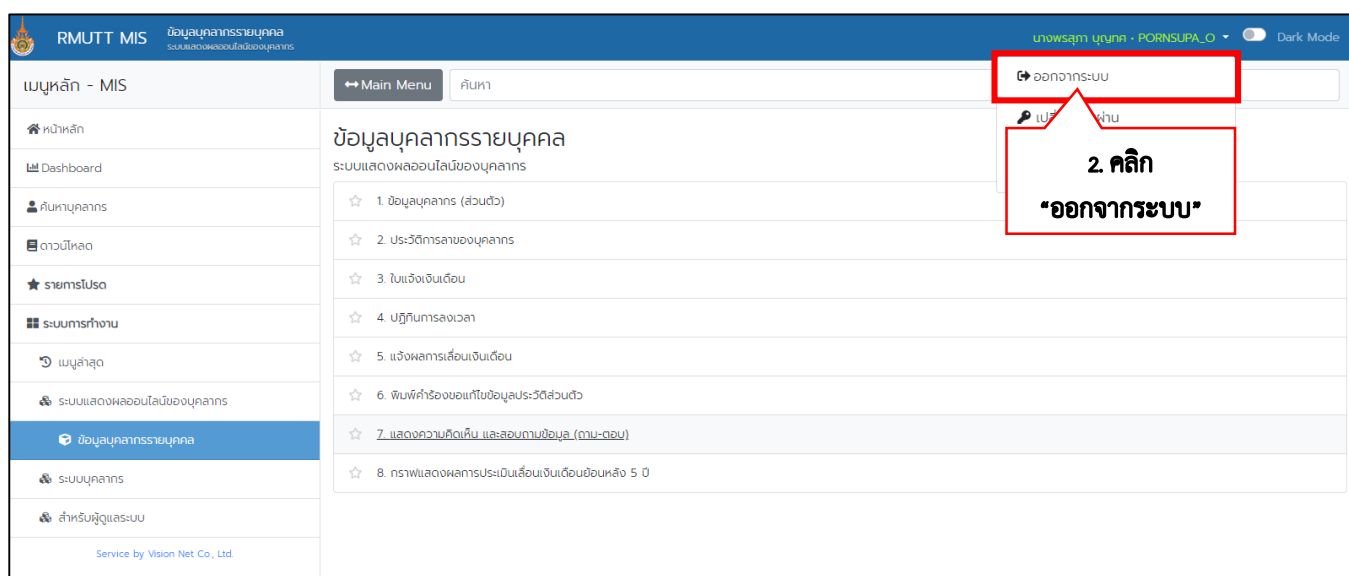 RMUTT MIS
ข้อมูลบุคลากรรายบุคคล
ระบบแสดงผลออนไลน์ของบุคลากร
นางพรสุภา บุญทศ • PORNSUPA_O
Dark Mode
เมนูหลัก - MIS
Main Menu
ค้นหา
ออกจากระบบ
2. คลิก
“ออกจากระบบ”
หน้าหลัก
Dashboard
ค้นหาบุคลากร
ดาวน์โหลด
รายการโปรด
ระบบการทำงาน
เมนูล่าสุด
ระบบแสดงผลออนไลน์ของบุคลากร
ข้อมูลบุคลากรรายบุคคล
ระบบบุคลากร
สำหรับผู้ดูแลระบบ
Service by Vision Net Co., Ltd.
ข้อมูลบุคลากรรายบุคคล
ระบบแสดงผลออนไลน์ของบุคลากร
1. ข้อมูลบุคลากร (ส่วนตัว)
2. ประวัติการลาของบุคลากร
3. ใบแจ้งเงินเดือน
4. ปฏิทินการลงเวลา
5. แจ้งผลการเลื่อนเงินเดือน
6. พิมพ์คำร้องขอแก้ไขข้อมูลประวัติส่วนตัว
7. แสดงความคิดเห็น และสอบถามข้อมูล (ถาม-ตอบ)
8. กราฟแสดงผลการประเมินเลื่อนเงินเดือนย้อนหลัง 5 ปี